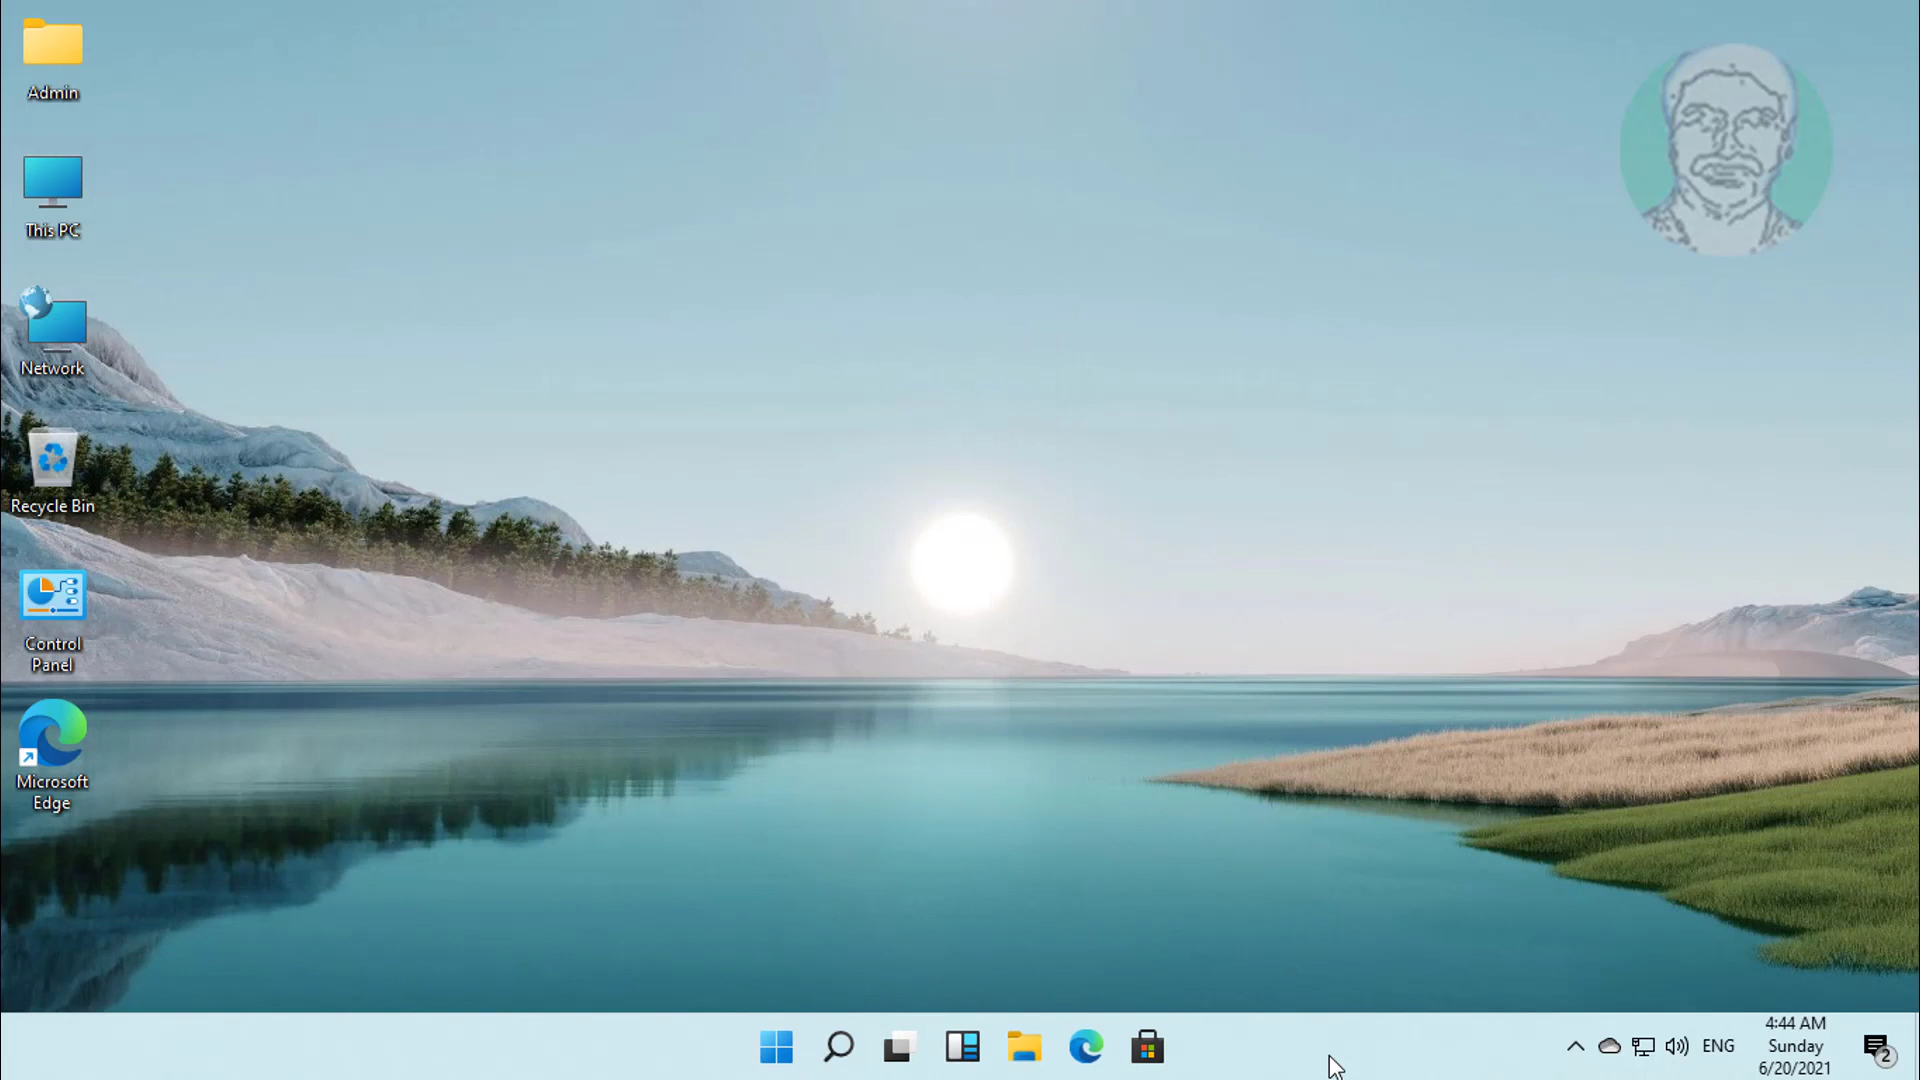 Admin
This PC
Network
Recycle Bin
Control
Panel
Microsoft
Edge
ENG
4:44 AM
Sunday
6/20/2021
2